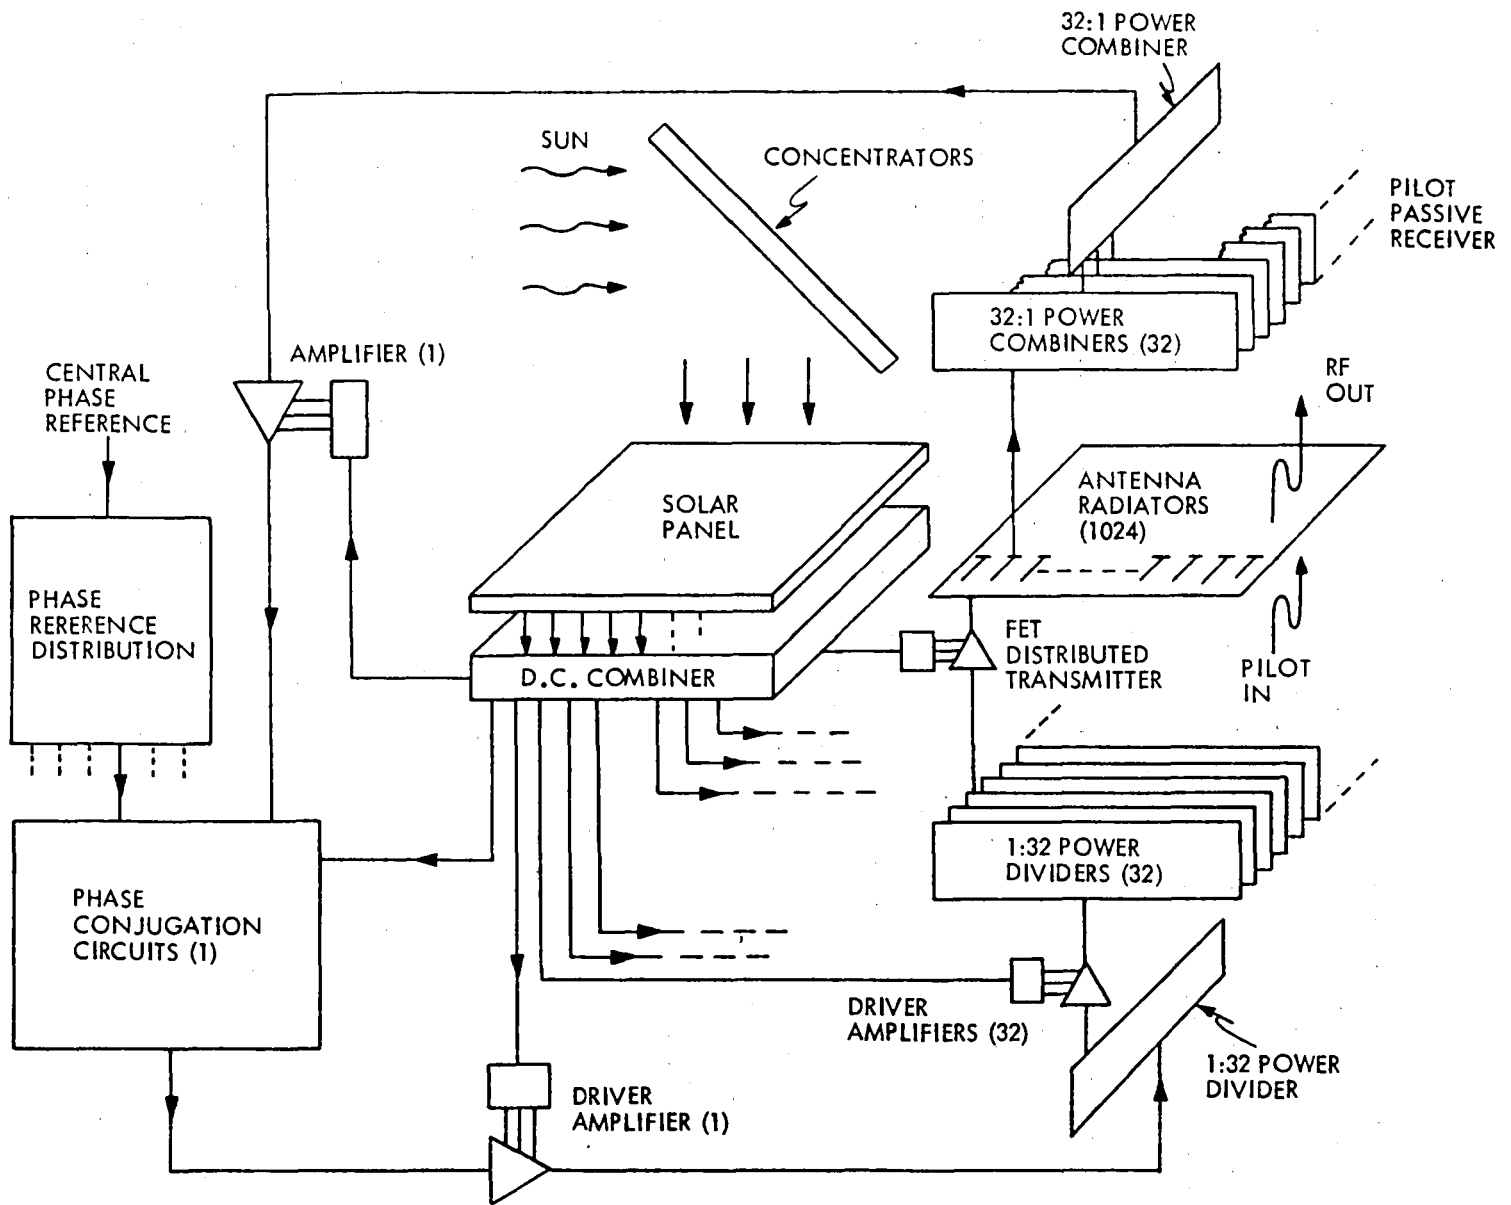 32:1 POWER
COMBINER
SUN
CONCENTRATORS
PILOT
PASSIVE
RECEIVER
32:1 POWER
COMBINERS (32)
AMPLIFIER (1)
CENTRAL
PHASE
REFERENCE
RF
OUT
ANTENNA
RADIATORS
(1024)
SOLAR
PANEL
PHASE
RERERENCE
DISTRIBUTION
FET
DISTRIBUTED
TRANSMITTER
PILOT
IN
D.C. COMBINER
1:32 POWER
DIVIDERS (32)
PHASE
CONJUGATION
CIRCUITS (1)
DRIVER
AMPLIFIERS (32)
1:32 POWER
DIVIDER
DRIVER
AMPLIFIER (1)